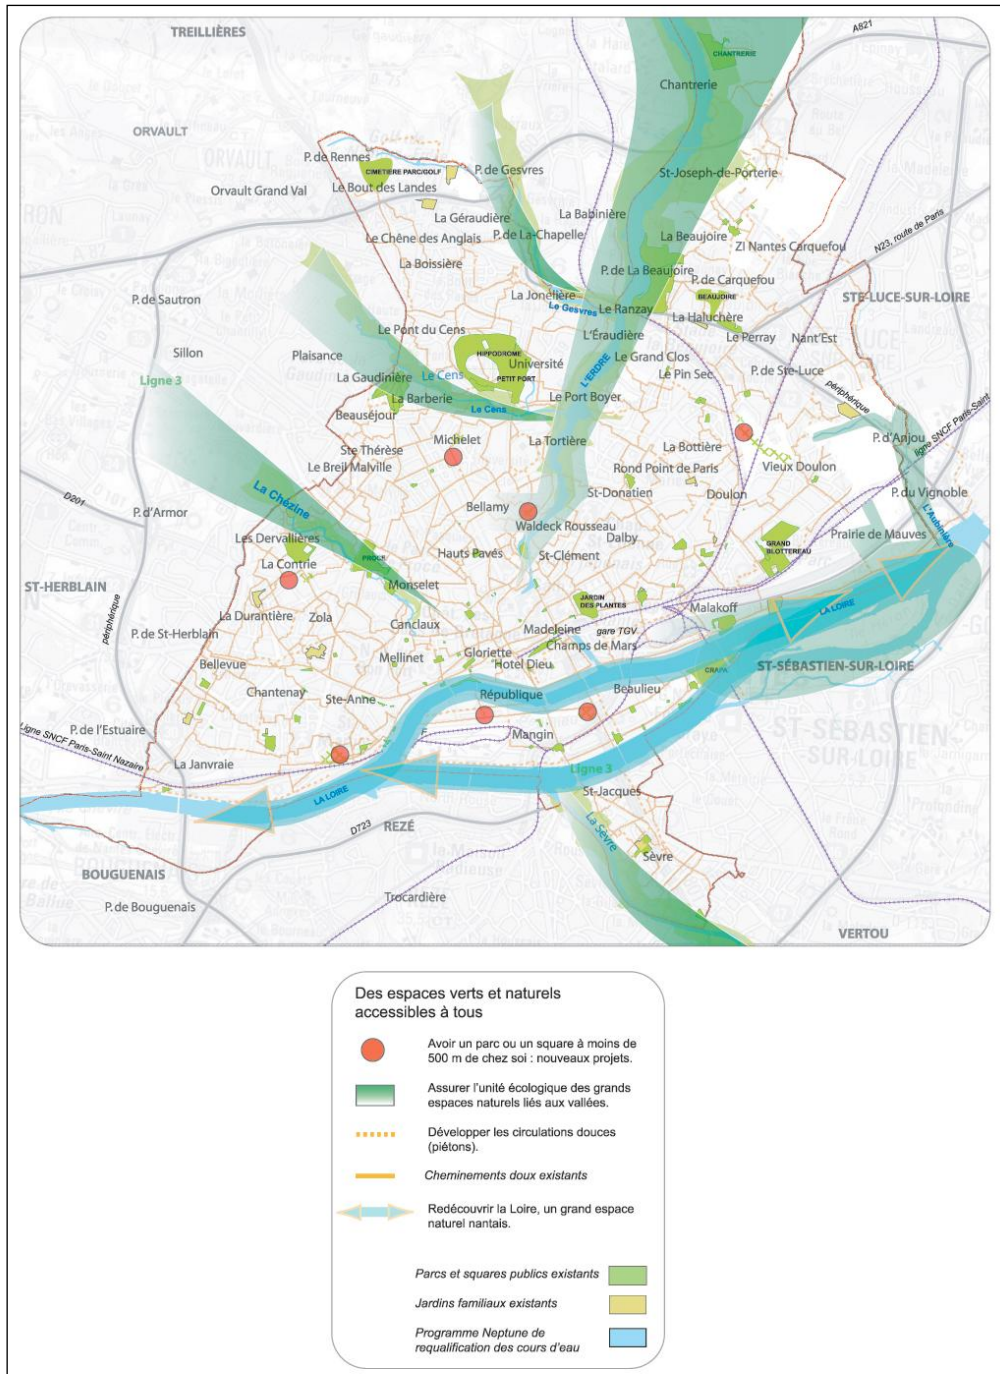 TREILLIÈRES
A821
CHANTRERIE
Chantrerie
ORVAULT
P. de Rennes
CIMETIÈRE PARC/GOLF
P. de Gesvres
St-Joseph-de-Porterie
Orvault Grand Val
Le Bout des Landes
La Géraudière
La Babinière
Le Chêne des Anglais
P. de La-Chapelle
La Beaujoire
ZI Nantes Carquefou
N23, route de Paris
La Boissière
P. de La Beaujoire
P. de Carquefou
P. de Sautron
La Jonelière
Le Gesvres
Le Ranzay
BEAUJOIRE
STE-LUCE-SUR-LOIRE
La Haluchère
Le Pont du Cens
L'Éraudière
Le Perray
Nant'Est
Sillon
Plaisance
HIPPODROME
Université
Le Grand Clos
L'ERDRE
Ligne 3
La Gaudinière
Le Cens
PETIT PORT
Le Pin Sec
P. de Ste-Luce
périphérique
La Barberie
Le Port Boyer
Beauséjour
Le Cens
ligne SNCF Paris-Saint
Michelet
La Tortière
La Bottière
P. d'Anjou
Ste Thérèse
Le Breil Malville
Rond Point de Paris
Vieux Doulon
D201
La Chézine
St-Donatien
Doulon
P. du Vignoble
P. d'Armor
Bellamy
Waldeck Rousseau
L'Aubinière
Les Dervallières
Dalby
Prairie de Mauves
La Contrie
PROCÉ
Hauts Pavés
St-Clément
GRAND
BLOTTEREAU
ST-HERBLAIN
Monselet
JARDIN
DES PLANTES
Malakoff
LA LOIRE
périphérique
La Durantière
Zola
Canclaux
Madeleine
gare TGV
P. de St-Herblain
Champs de Mars
Gloriette
Bellevue
Mellinet
Hotel Dieu
CRAPA
ST-SÉBASTIEN-SUR-LOIRE
Chantenay
Ste-Anne
République
Beaulieu
ST-SÉBASTIEN
SUR-LOIRE
P. de l'Estuaire
Ligne SNCF Paris-Saint Nazaire
Mangin
La Janvraie
Ligne 3
LA LOIRE
St-Jacques
D723
REZÉ
La Sèvre
Sèvre
BOUGUENAIS
Trocardière
P. de Bouguenais
VERTOU
Des espaces verts et naturels
accessibles à tous
Avoir un parc ou un square à moins de
500 m de chez soi : nouveaux projets.
Assurer l'unité écologique des grands
espaces naturels liés aux vallées.
Développer les circulations douces
(piétons).
Cheminements doux existants
Redécouvrir la Loire, un grand espace
naturel nantais.
Parcs et squares publics existants
Jardins familiaux existants
Programme Neptune de
requalification des cours d'eau